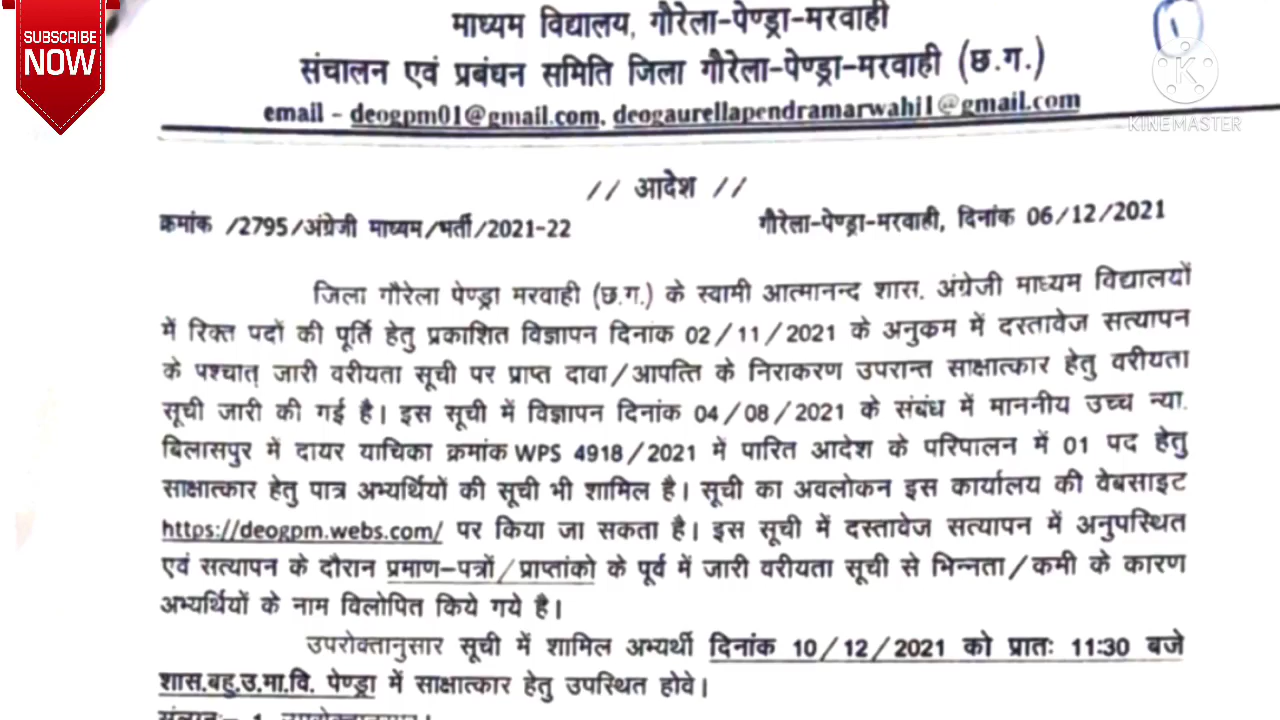 SUBSCRIBE
NOW
माध्यम विद्यालय, गौरेला-पेण्ड्रा-मरवाही
1
संचालन एवं प्रबंधन समिति जिला गौरेला-पेण्ड्रा-मरवाही (छ.ग.)
K
email - deogpm01@gmail.com, deogaurellapendramarwahi1@gmail.com
KINEMASTER
// आदेश //
क्रमांक /2795/अंग्रेजी माध्यम/भर्ती/2021-22 गौरेला-पेण्ड्रा-मरवाही, दिनांक 06/12/2021
जिला गौरेला पेण्ड्रा मरवाही (छ.ग.) के स्वामी आत्मानन्द शास. अंग्रेजी माध्यम विद्यालयों
में रिक्त पदों की पूर्ति हेतु प्रकाशित विज्ञापन दिनांक 02/11/2021 के अनुकम में दस्तावेज सत्यापन
के पश्चात् जारी वरीयता सूची पर प्राप्त दावा/आपत्ति के निराकरण उपरान्त साक्षात्कार हेतु वरीयता
सूची जारी की गई है। इस सूची में विज्ञापन दिनांक 04/08/2021 के संबंध में माननीय उच्च न्या.
बिलासपुर में दायर याचिका क्रमांक WPS 4918/2021 में पारित आदेश के परिपालन में 01 पद हेतु
साक्षात्कार हेतु पात्र अभ्यर्थियों की सूची भी शामिल है। सूची का अवलोकन इस कार्यालय की वेबसाइट
https://deogpm.webs.com/ पर किया जा सकता है। इस सूची में दस्तावेज सत्यापन में अनुपस्थित
एवं सत्यापन के दौरान प्रमाण-पत्रों/प्राप्तांको के पूर्व में जारी वरीयता सूची से भिन्नता/कमी के कारण
अभ्यर्थियों के नाम विलोपित किये गये है।
उपरोक्तानुसार सूची में शामिल अभ्यर्थी दिनांक 10/12/2021 को प्रातः 11:30 बजे
शास.बहु.उ.मा.वि. पेण्ड्रा में साक्षात्कार हेतु उपस्थित होवे।